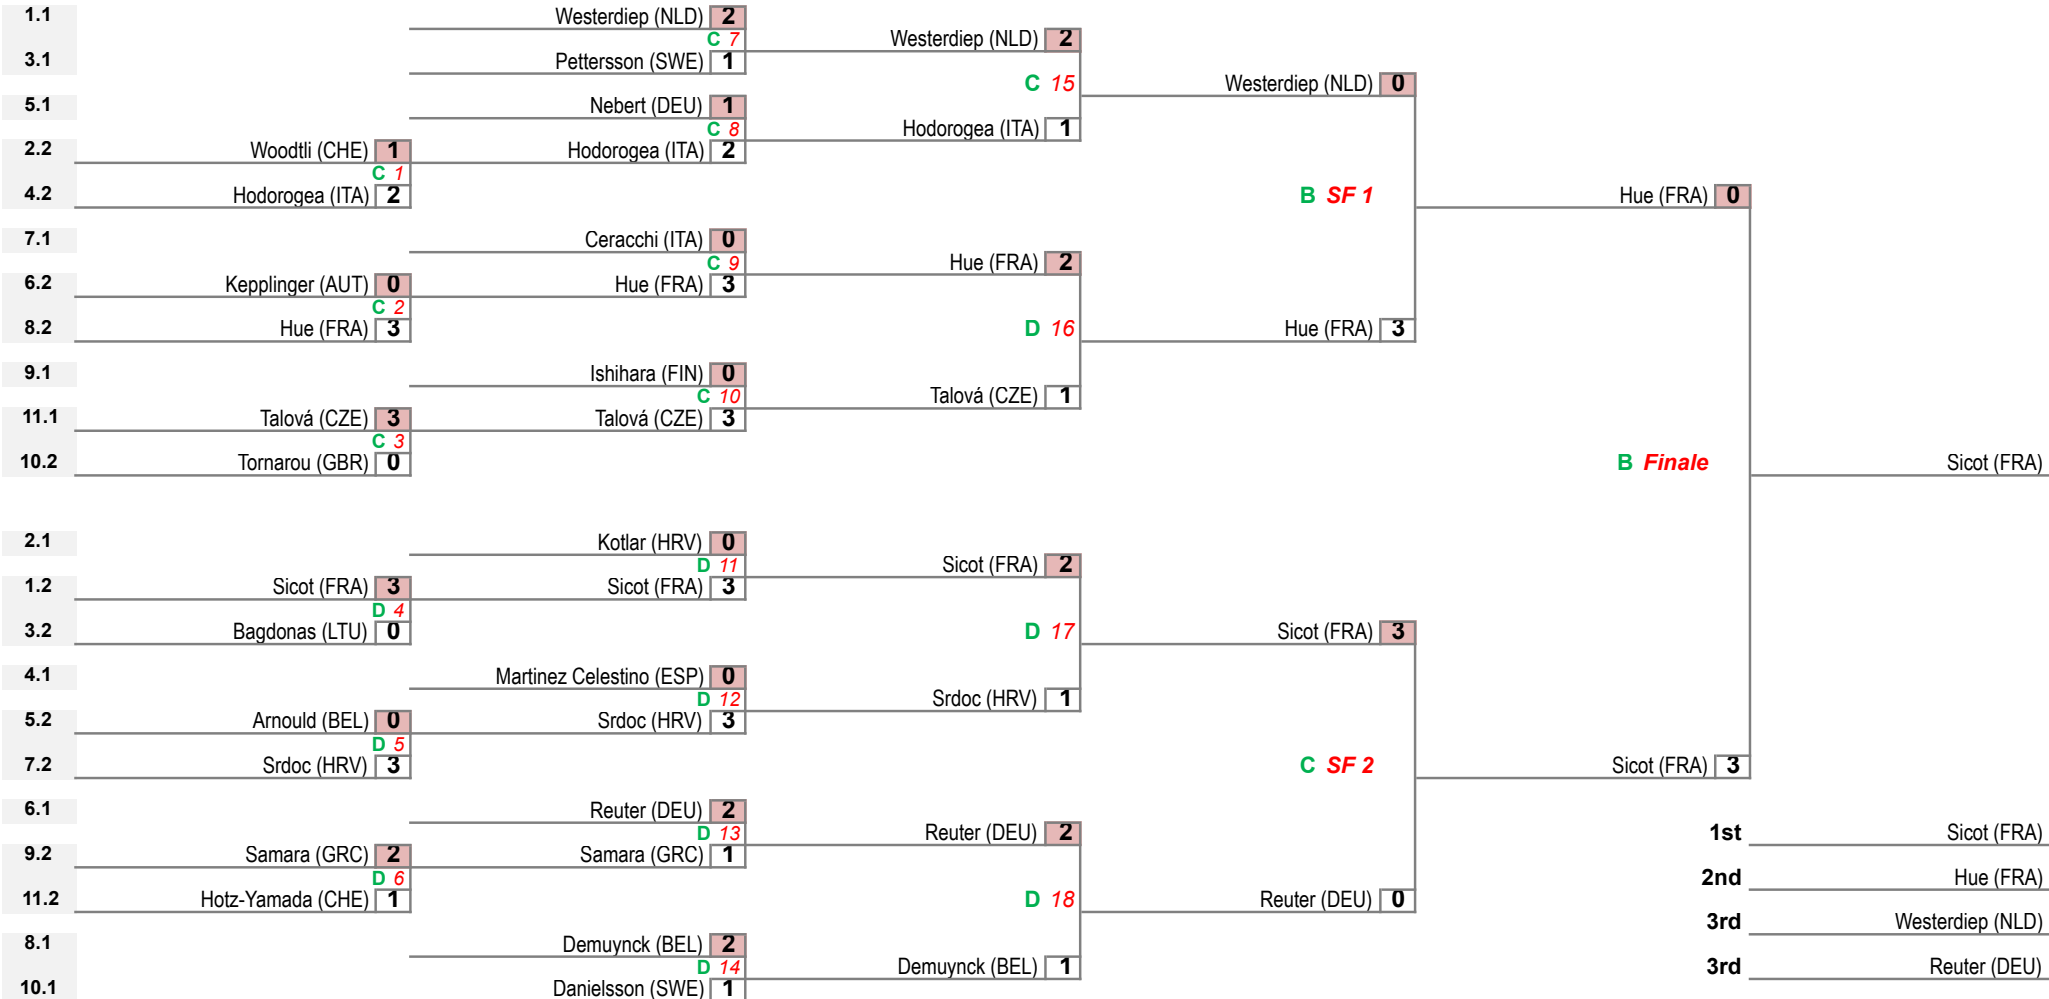 1.1 Westerdiep (NLD) 2
C 7 Westerdiep (NLD) 2
3.1 Pettersson (SWE) 1
C 15 Westerdiep (NLD) 0
5.1 Nebert (DEU) 1
C 8 Hodorogea (ITA) 1
2.2 Woodtli (CHE) 1 Hodorogea (ITA) 2
C 1
4.2 Hodorogea (ITA) 2 B SF 1 Hue (FRA) 0
7.1 Ceracchi (ITA) 0
C 9 Hue (FRA) 2
6.2 Kepplinger (AUT) 0 Hue (FRA) 3
C 2
8.2 Hue (FRA) 3 D 16 Hue (FRA) 3
9.1 Ishihara (FIN) 0
C 10 Talová (CZE) 1
11.1 Talová (CZE) 3 Talová (CZE) 3
C 3
10.2 Tornarou (GBR) 0 B Finale Sicot (FRA)
2.1 Kotlar (HRV) 0
D 11 Sicot (FRA) 2
1.2 Sicot (FRA) 3 Sicot (FRA) 3
D 4
3.2 Bagdonas (LTU) 0 D 17 Sicot (FRA) 3
4.1 Martinez Celestino (ESP) 0
D 12 Srdoc (HRV) 1
5.2 Arnould (BEL) 0 Srdoc (HRV) 3
D 5
7.2 Srdoc (HRV) 3 C SF 2 Sicot (FRA) 3
6.1 Reuter (DEU) 2
D 13 Reuter (DEU) 2 1st Sicot (FRA)
9.2 Samara (GRC) 2 Samara (GRC) 1
D 6 2nd Hue (FRA)
11.2 Hotz-Yamada (CHE) 1 D 18 Reuter (DEU) 0
3rd Westerdiep (NLD)
8.1 Demuynck (BEL) 2
D 14 Demuynck (BEL) 1 3rd Reuter (DEU)
10.1 Danielsson (SWE) 1